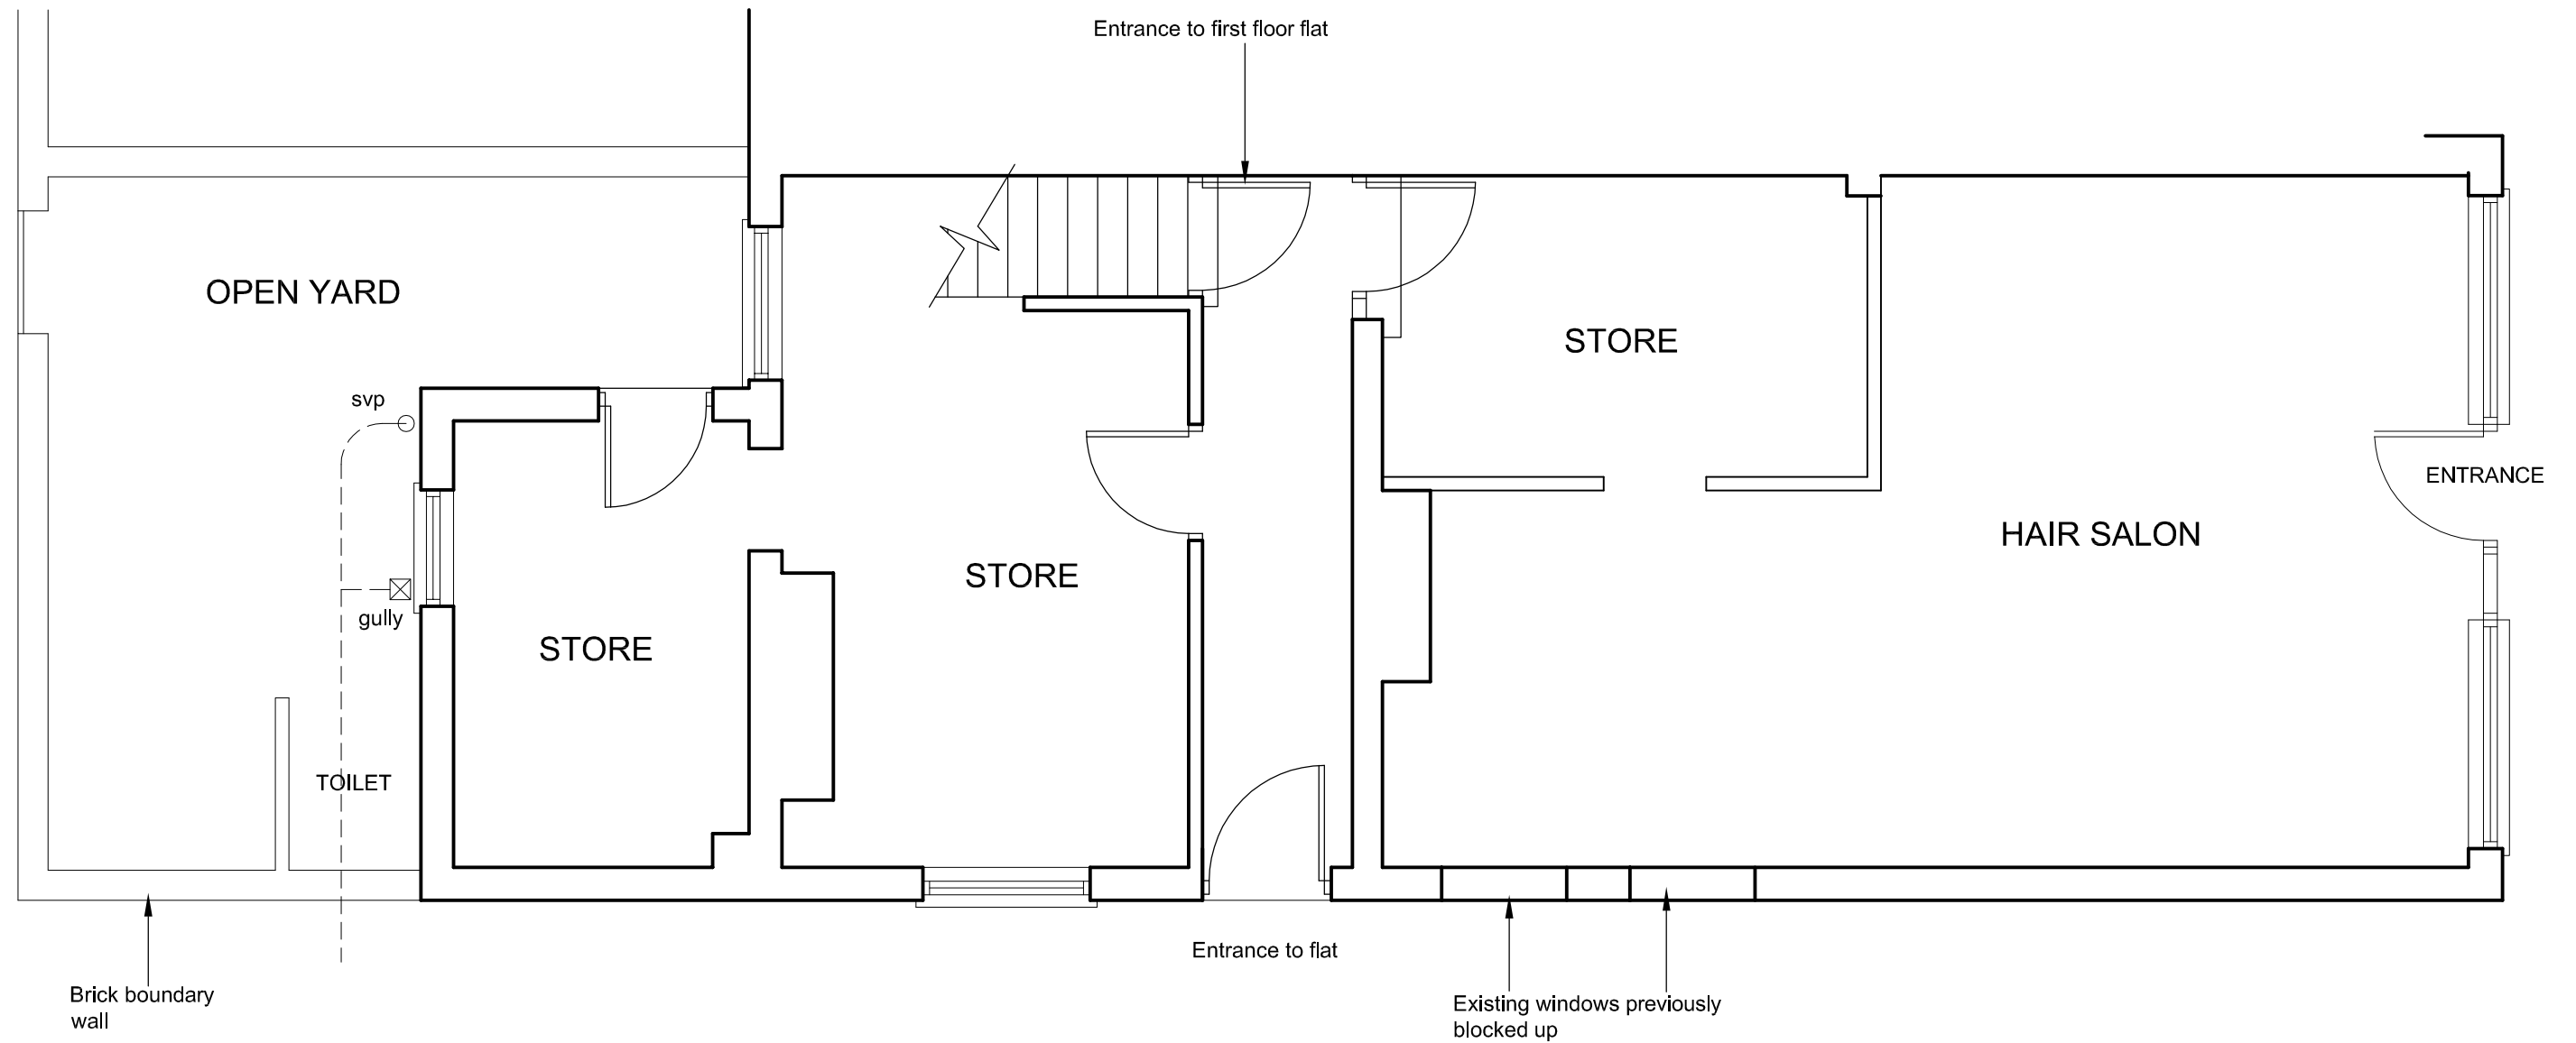 Entrance to first floor flat
OPEN YARD
STORE
svp
ENTRANCE
HAIR SALON
STORE
gully
STORE
TOILET
Entrance to flat
Brick boundary
wall
Existing windows previously
blocked up